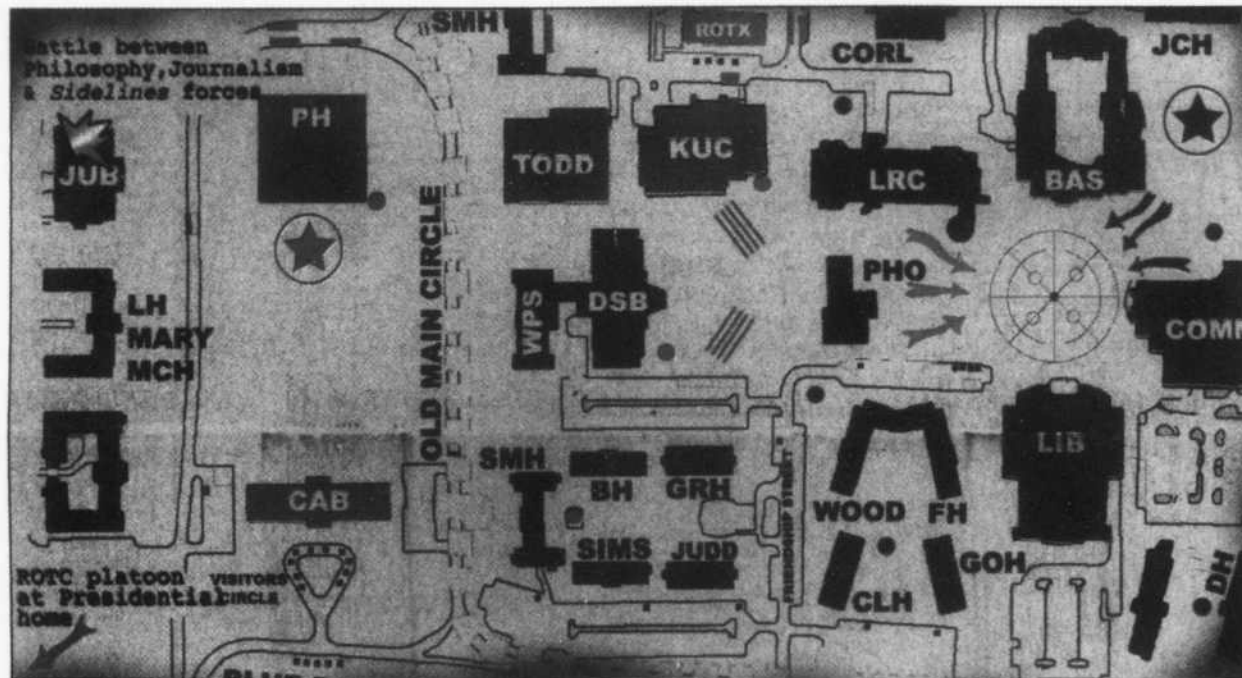 Battle between
Philosophy, Journalism
& Sidelines forces
SMH
ROTX
CORL
JCH
PH
JUB
TODD
KUC
LRC
BAS
OLD MAIN CIRCLE
LH
MARY
MCH
WPS
DSB
PHO
COMM
SMH
BH
GRH
LIB
CAB
FRIENDSHIP STREET
WOOD
FH
SIMS
JUDD
GOH
CLH
DH
ROTC platoon
at Presidential
home
VISITORS
CIRCLE